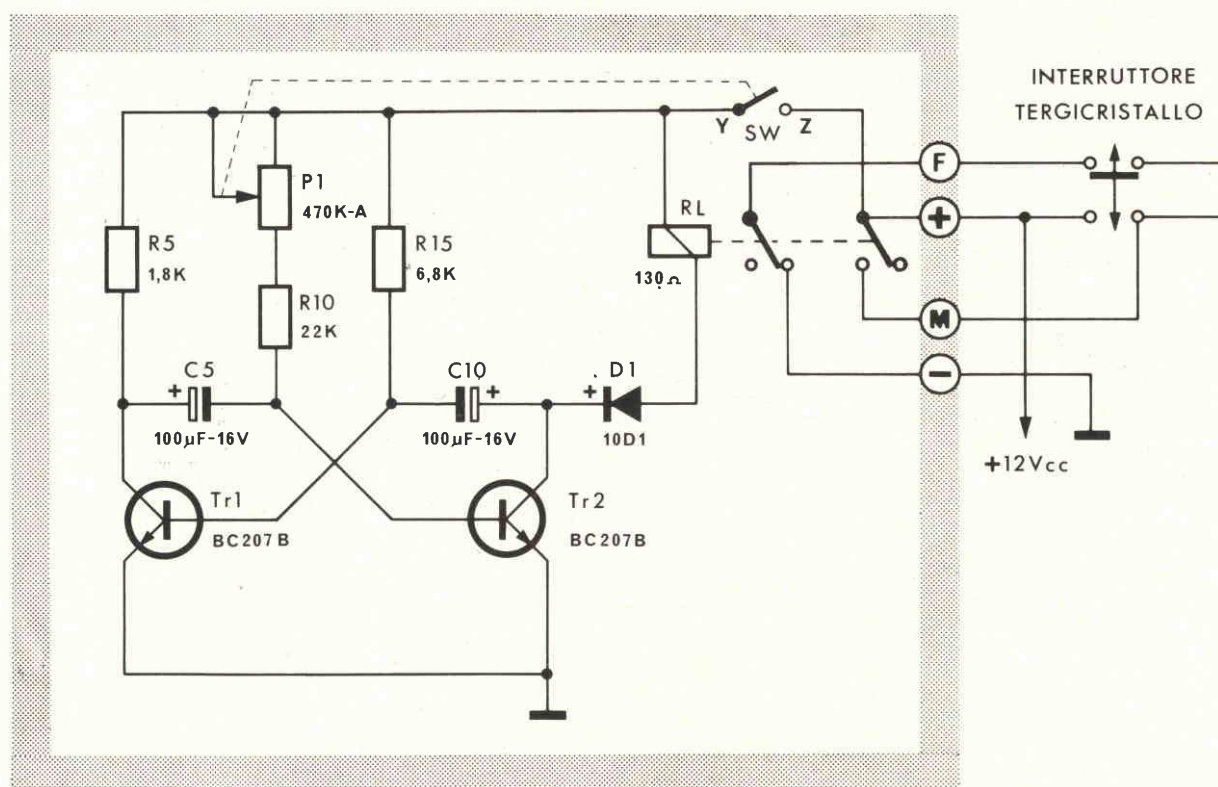 INTERRUTTORE
TERGICRISTALLO
Y SW Z
F
P1
470K-A
+
R5
1,8K
R15
6,8K
RL
130Ω
R10
22K
M
C5
+
100µF-16V
C10
+
100µF-16V
+ D1
10D1
−
+12Vcc
Tr1
BC207B
Tr2
BC207B